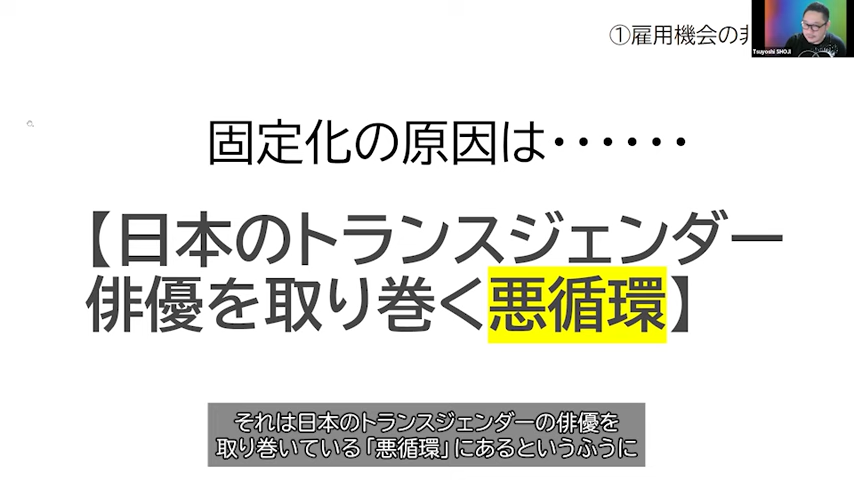 ①雇用機会の
Tsuyoshi SHOJI
固定化の原因は……
【日本のトランスジェンダー
俳優を取り巻く悪循環】
それは日本のトランスジェンダーの俳優を
取り巻いている「悪循環」にあるというふうに